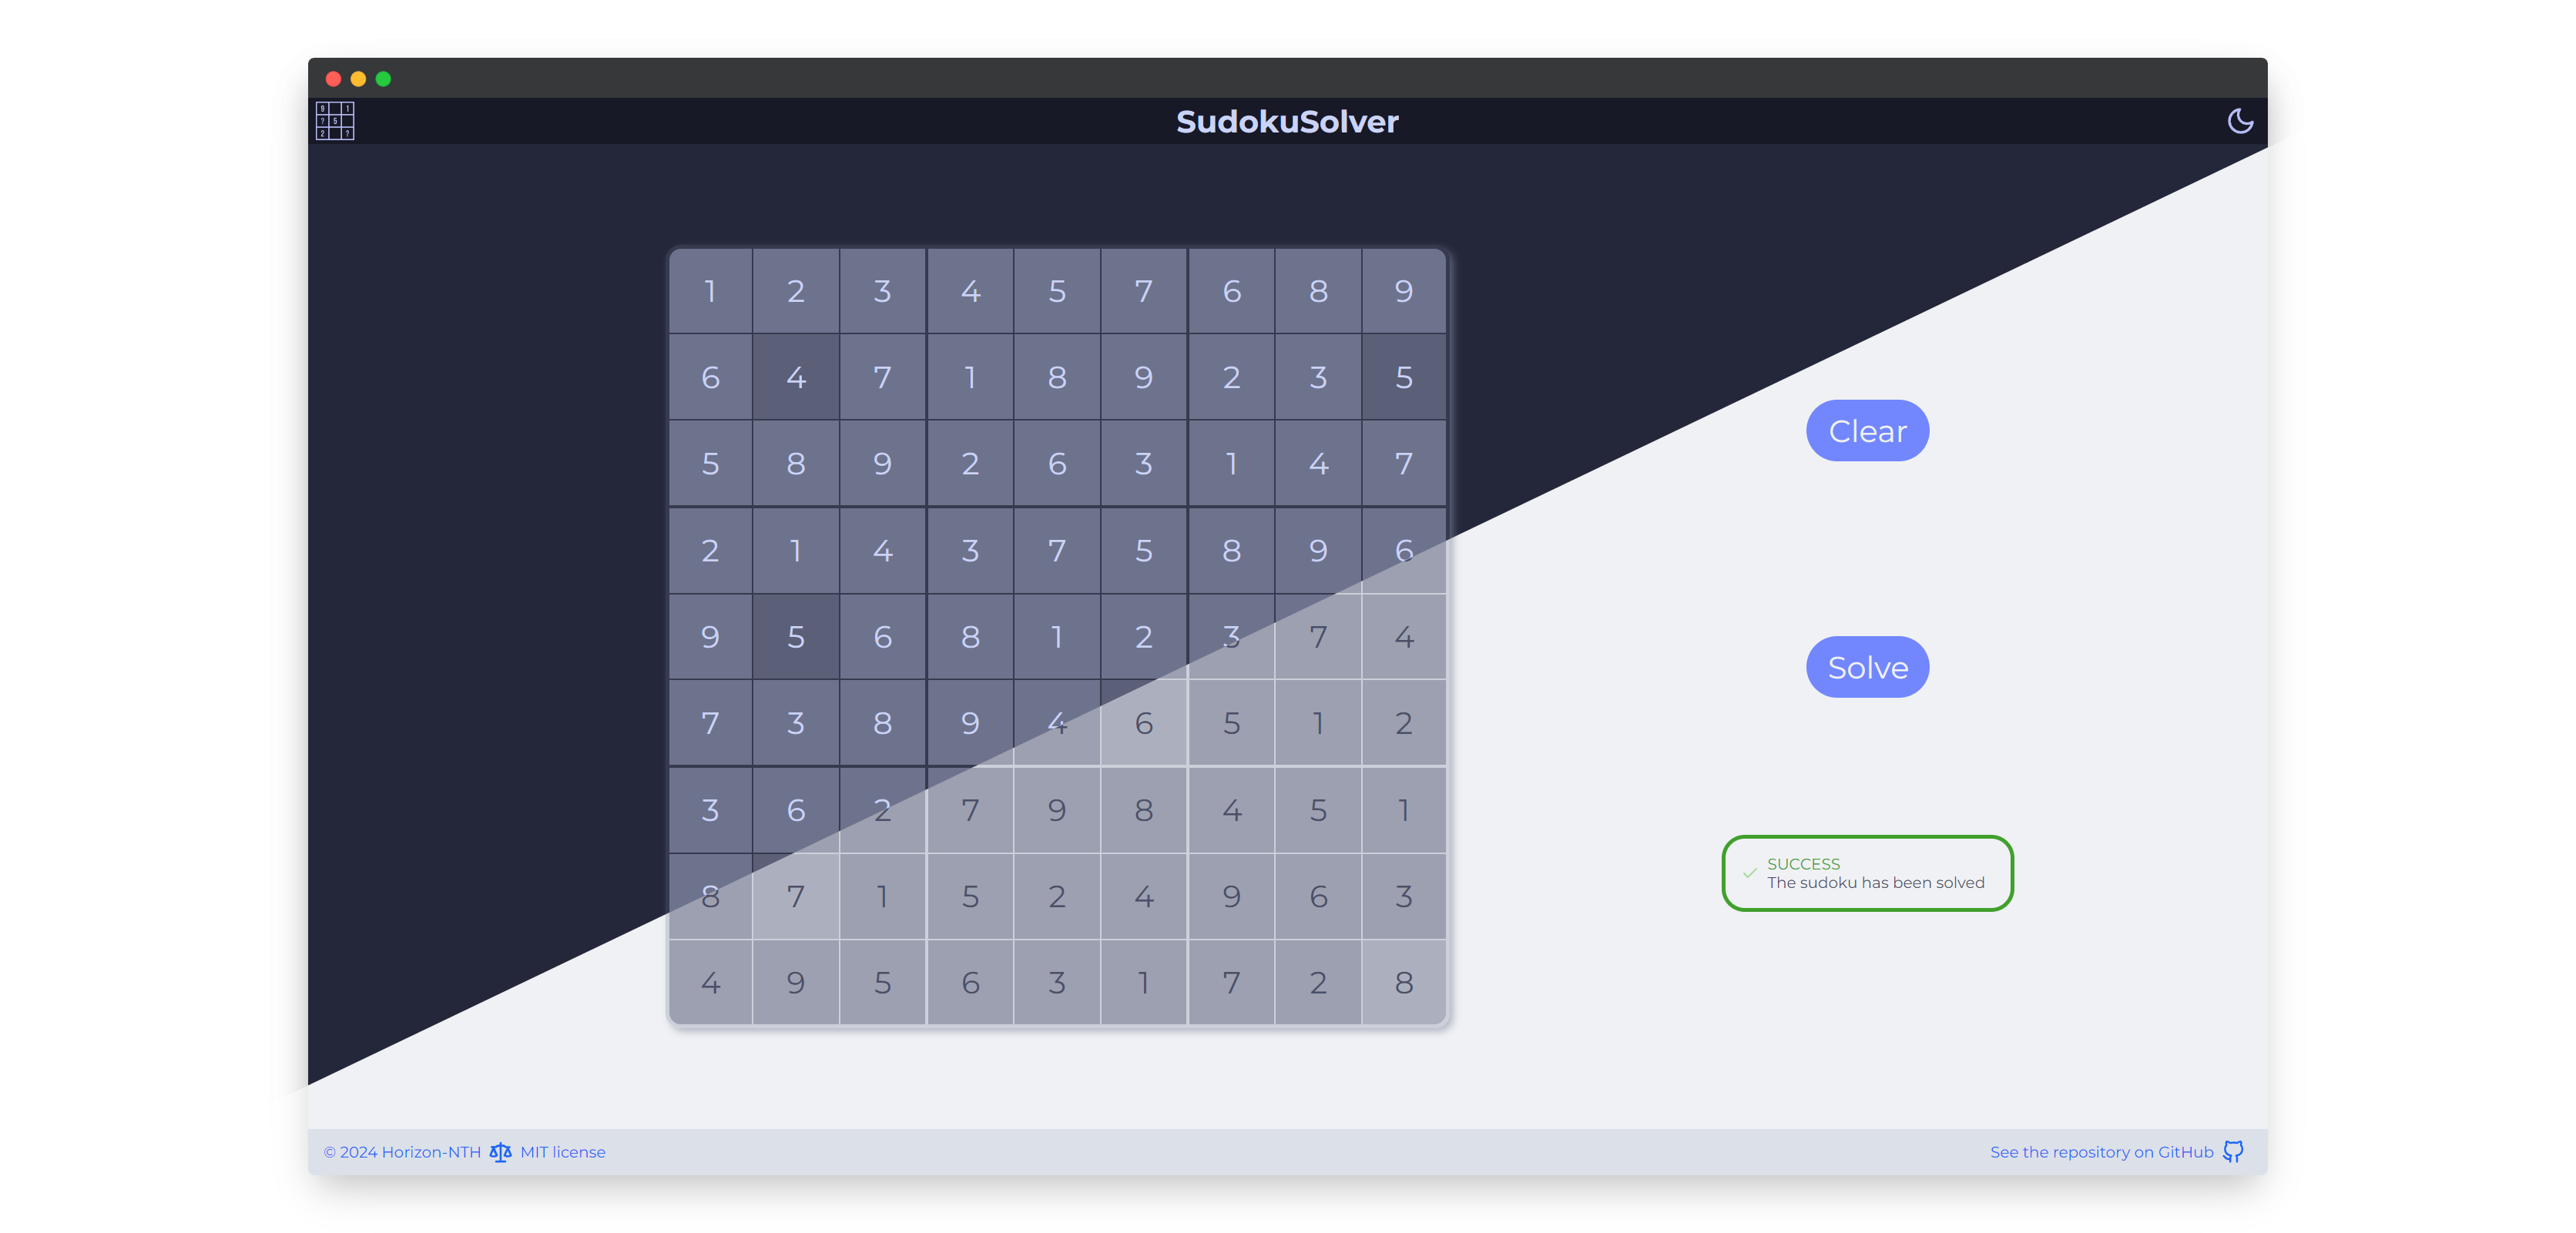 9 1
? 5
2 ?
SudokuSolver
1 2 3 4 5 7 6 8 9
6 4 7 1 8 9 2 3 5
5 8 9 2 6 3 1 4 7
2 1 4 3 7 5 8 9 6
9 5 6 8 1 2 3 7 4
7 3 8 9 4 6 5 1 2
3 6 2 7 9 8 4 5 1
8 7 1 5 2 4 9 6 3
4 9 5 6 3 1 7 2 8
Clear
Solve
SUCCESS
The sudoku has been solved
© 2024 Horizon-NTH MIT license
See the repository on GitHub